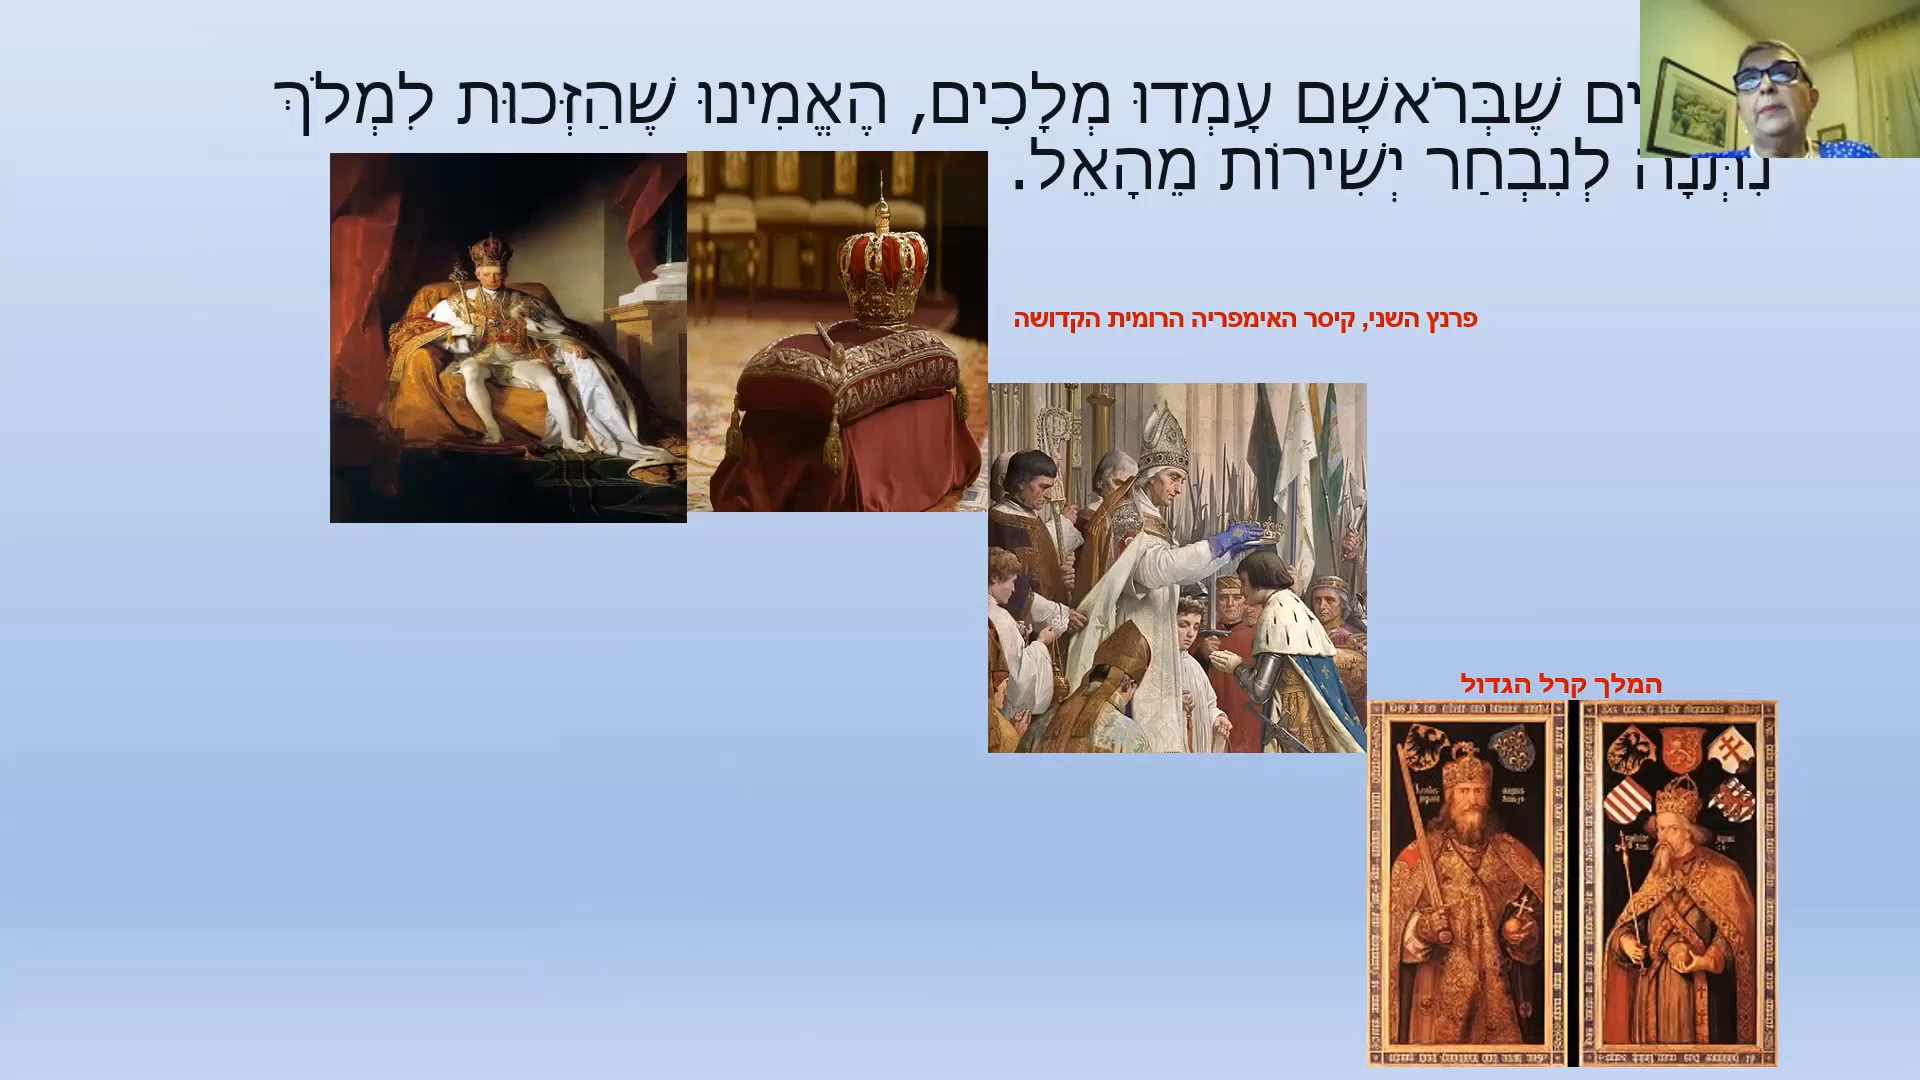 ים שֶׁבְּרֹאשָׁם עָמְדוּ מְלָכִים, הֶאֱמִינוּ שֶׁהַזְּכוּת לִמְלֹךְ
נִתְּנָה לְנִבְחַר יְשִׁירוֹת מֵהָאֵל.
פרנץ השני, קיסר האימפריה הרומית הקדושה
המלך קרל הגדול